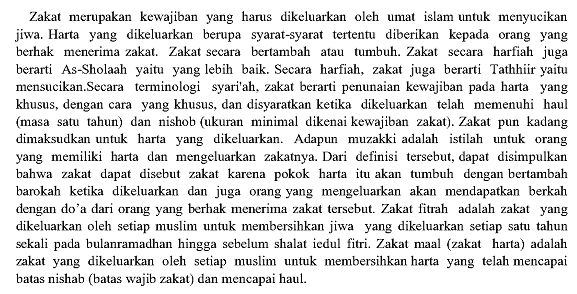 Zakat merupakan kewajiban yang harus dikeluarkan oleh umat islam untuk menyucikan
jiwa. Harta yang dikeluarkan berupa syarat-syarat tertentu diberikan kepada orang yang
berhak menerima zakat. Zakat secara bertambah atau tumbuh. Zakat secara harfiah juga
berarti As-Sholaah yaitu yang lebih baik. Secara harfiah, zakat juga berarti Tathhiir yaitu
mensucikan.Secara terminologi syari'ah, zakat berarti penunaian kewajiban pada harta yang
khusus, dengan cara yang khusus, dan disyaratkan ketika dikeluarkan telah memenuhi haul
(masa satu tahun) dan nishob (ukuran minimal dikenai kewajiban zakat). Zakat pun kadang
dimaksudkan untuk harta yang dikeluarkan. Adapun muzakki adalah istilah untuk orang
yang memiliki harta dan mengeluarkan zakatnya. Dari definisi tersebut, dapat disimpulkan
bahwa zakat dapat disebut zakat karena pokok harta itu akan tumbuh dengan bertambah
barokah ketika dikeluarkan dan juga orang yang mengeluarkan akan mendapatkan berkah
dengan do'a dari orang yang berhak menerima zakat tersebut. Zakat fitrah adalah zakat yang
dikeluarkan oleh setiap muslim untuk membersihkan jiwa yang dikeluarkan setiap satu tahun
sekali pada bulanramadhan hingga sebelum shalat iedul fitri. Zakat maal (zakat harta) adalah
zakat yang dikeluarkan oleh setiap muslim untuk membersihkan harta yang telah mencapai
batas nishab (batas wajib zakat) dan mencapai haul.